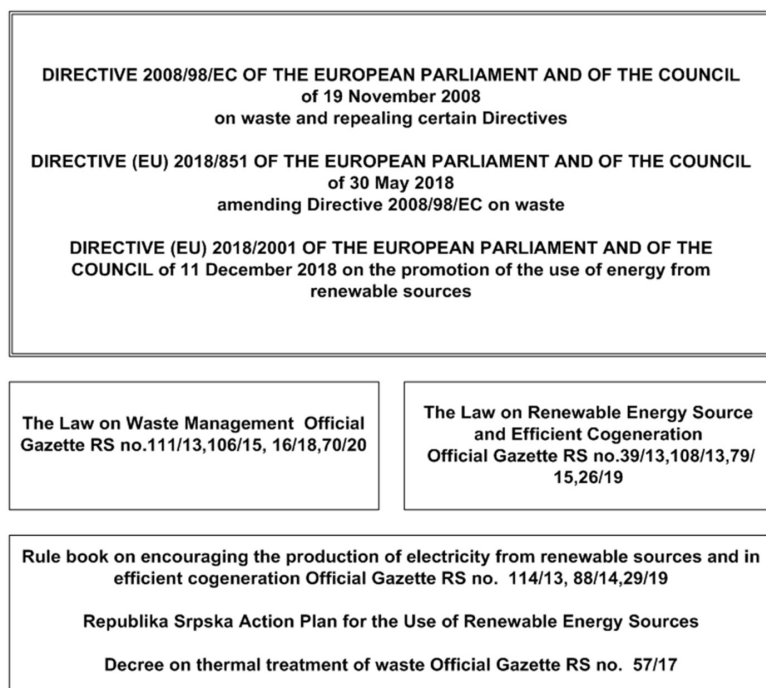 DIRECTIVE 2008/98/EC OF THE EUROPEAN PARLIAMENT AND OF THE COUNCIL
of 19 November 2008
on waste and repealing certain Directives
DIRECTIVE (EU) 2018/851 OF THE EUROPEAN PARLIAMENT AND OF THE COUNCIL
of 30 May 2018
amending Directive 2008/98/EC on waste
DIRECTIVE (EU) 2018/2001 OF THE EUROPEAN PARLIAMENT AND OF THE
COUNCIL of 11 December 2018 on the promotion of the use of energy from
renewable sources
The Law on Waste Management Official
Gazette RS no.111/13,106/15, 16/18,70/20
The Law on Renewable Energy Source
and Efficient Cogeneration
Official Gazette RS no.39/13,108/13,79/
15,26/19
Rule book on encouraging the production of electricity from renewable sources and in
efficient cogeneration Official Gazette RS no. 114/13, 88/14,29/19
Republika Srpska Action Plan for the Use of Renewable Energy Sources
Decree on thermal treatment of waste Official Gazette RS no. 57/17